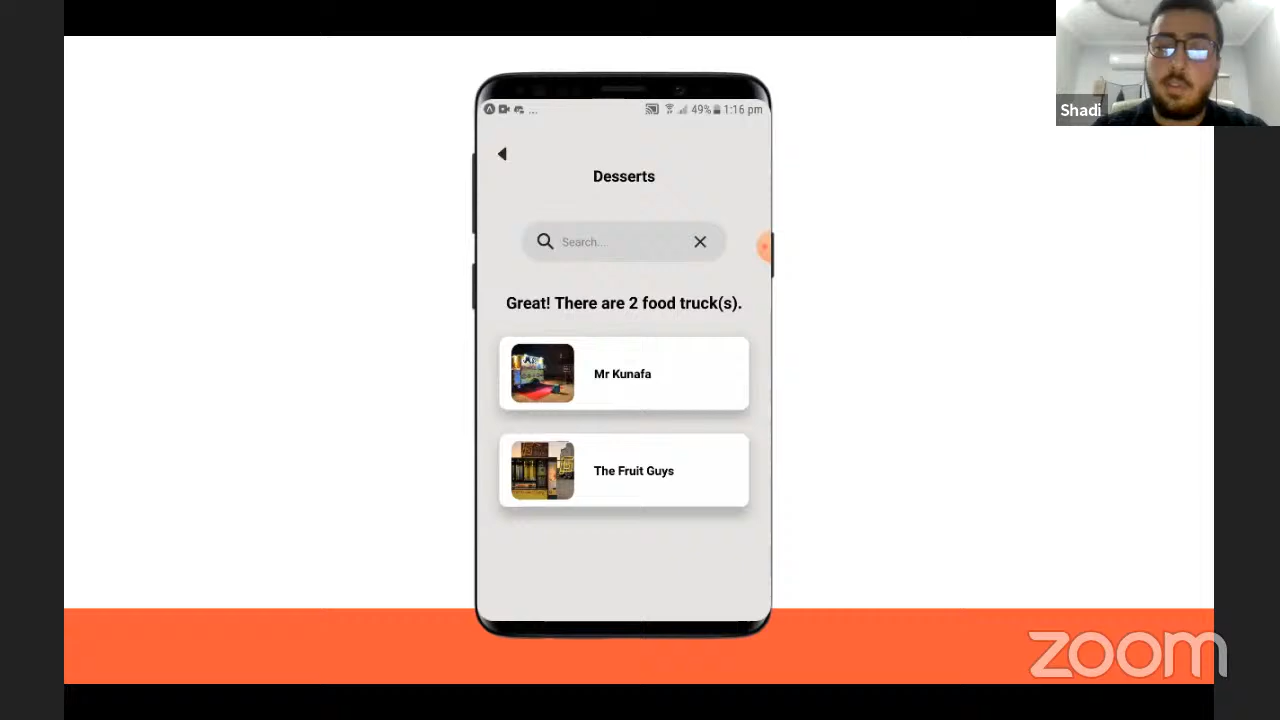 Shadi
... 49% 1:16 pm
Desserts
Search....
Great! There are 2 food truck(s).
Mr Kunafa
The Fruit Guys
zoom